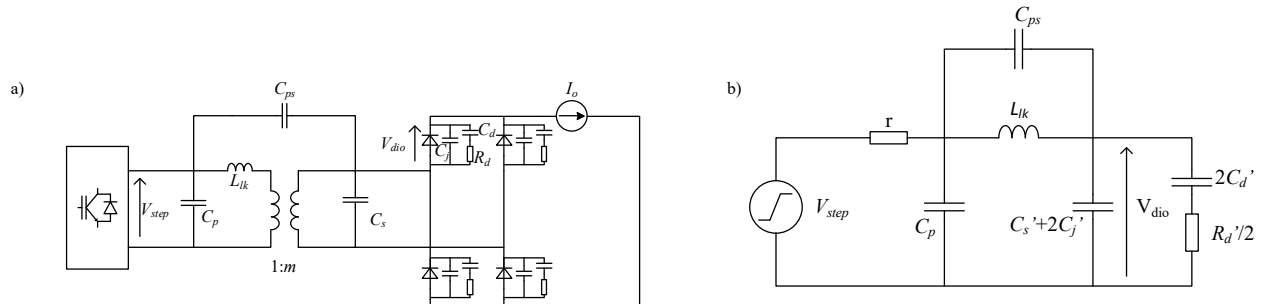 a)
C_ps
I_o
V_dio
C_j
C_d
R_d
L_lk
V_step
C_p
C_s
1:m
b)
C_ps
r
L_lk
V_step
C_p
C_s'+2C_j'
V_dio
2C_d'
R_d'/2